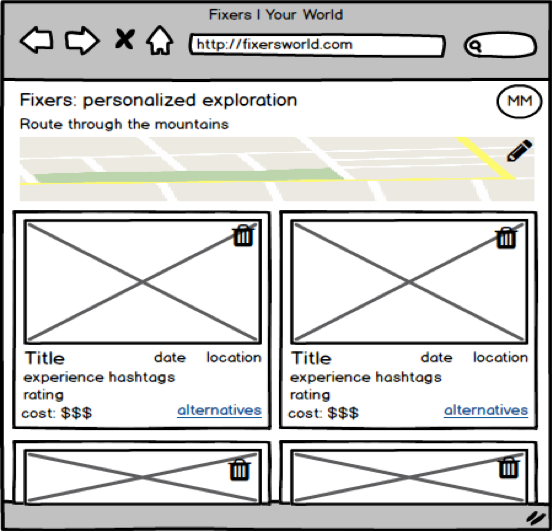 Fixers | Your World
http://fixersworld.com
Fixers: personalized exploration
MM
Route through the mountains
Title date location
experience hashtags
rating
cost: $$$ alternatives
Title date location
experience hashtags
rating
cost: $$$ alternatives